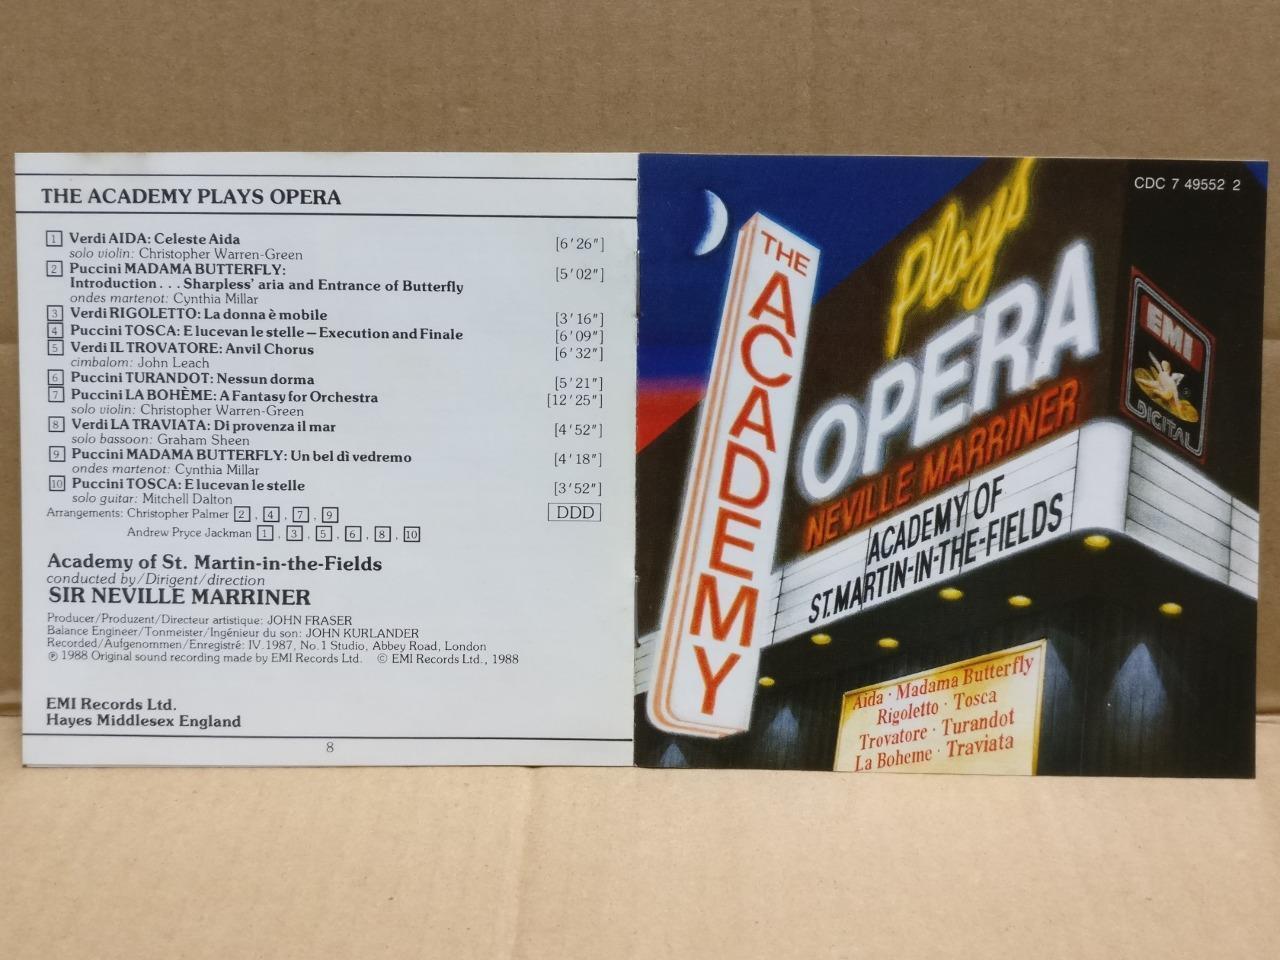 THE ACADEMY PLAYS OPERA
1 Verdi AIDA: Celeste Aida [6'26"]
solo violin: Christopher Warren-Green
2 Puccini MADAMA BUTTERFLY: [5'02"]
Introduction . . . Sharpless' aria and Entrance of Butterfly
ondes martenot: Cynthia Millar
3 Verdi RIGOLETTO: La donna è mobile [3'16"]
4 Puccini TOSCA: E lucevan le stelle – Execution and Finale [6'09"]
5 Verdi IL TROVATORE: Anvil Chorus [6'32"]
cimbalom: John Leach
6 Puccini TURANDOT: Nessun dorma [5'21"]
7 Puccini LA BOHÈME: A Fantasy for Orchestra [12'25"]
solo violin: Christopher Warren-Green
8 Verdi LA TRAVIATA: Di provenza il mar [4'52"]
solo bassoon: Graham Sheen
9 Puccini MADAMA BUTTERFLY: Un bel dì vedremo [4'18"]
ondes martenot: Cynthia Millar
10 Puccini TOSCA: E lucevan le stelle [3'52"]
solo guitar: Mitchell Dalton
Arrangements: Christopher Palmer 2, 4, 7, 9 DDD
Andrew Pryce Jackman 1, 3, 5, 6, 8, 10
Academy of St. Martin-in-the-Fields
conducted by/Dirigent/direction
SIR NEVILLE MARRINER
Producer/Produzent/Directeur artistique: JOHN FRASER
Balance Engineer/Tonmeister/Ingénieur du son: JOHN KURLANDER
Recorded/Aufgenommen/Enregistré: IV.1987, No.1 Studio, Abbey Road, London
℗ 1988 Original sound recording made by EMI Records Ltd. © EMI Records Ltd., 1988
EMI Records Ltd.
Hayes Middlesex England
8
CDC 7 49552 2
THE
ACADEMY
Plays
OPERA
NEVILLE MARRINER
ACADEMY OF
ST.MARTIN-IN-THE-FIELDS
EMI
DIGITAL
Aida · Madama Butterfly
Rigoletto · Tosca
Trovatore · Turandot
La Boheme · Traviata